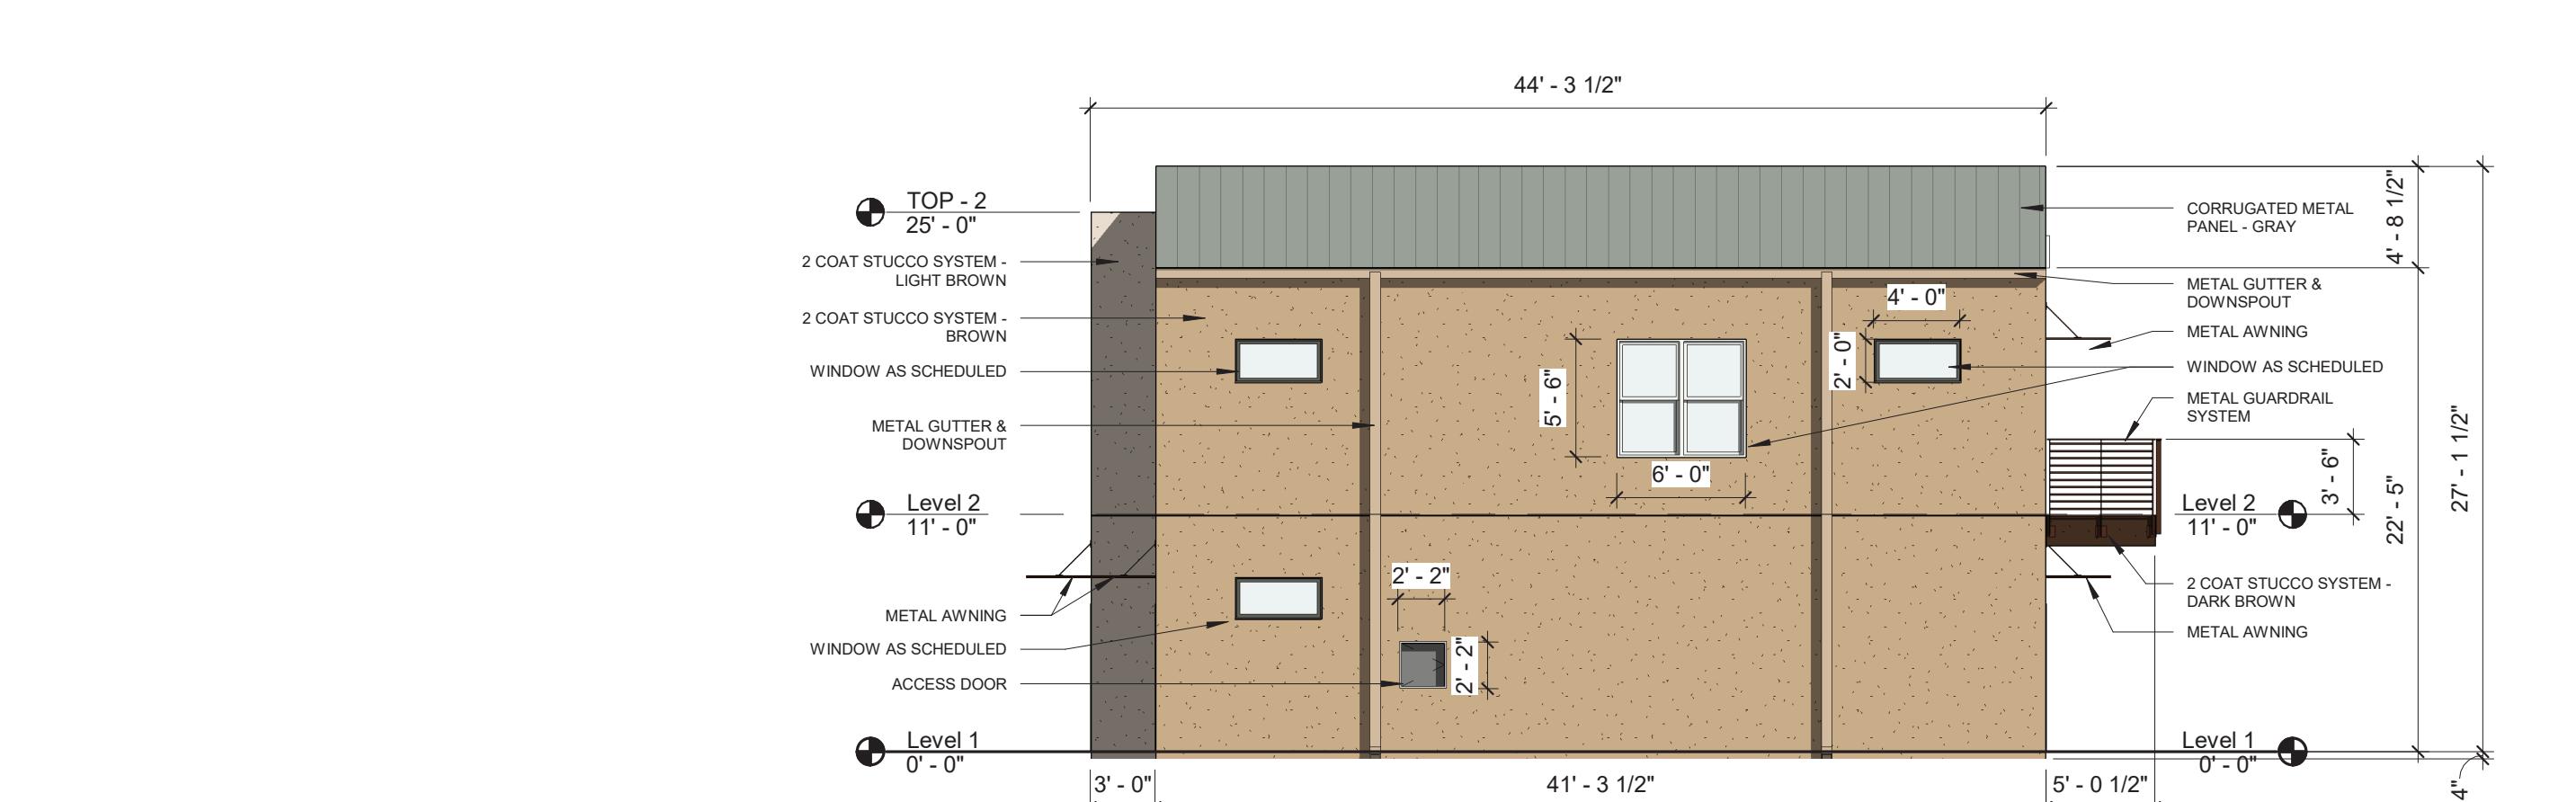 44' - 3 1/2"
TOP - 2
25' - 0"
2 COAT STUCCO SYSTEM -
LIGHT BROWN
2 COAT STUCCO SYSTEM -
BROWN
WINDOW AS SCHEDULED
METAL GUTTER &
DOWNSPOUT
Level 2
11' - 0"
METAL AWNING
WINDOW AS SCHEDULED
ACCESS DOOR
Level 1
0' - 0"
4' - 0"
2' - 0"
5' - 6"
6' - 0"
2' - 2"
2' - 2"
3' - 0"
41' - 3 1/2"
5' - 0 1/2"
CORRUGATED METAL
PANEL - GRAY
METAL GUTTER &
DOWNSPOUT
METAL AWNING
WINDOW AS SCHEDULED
METAL GUARDRAIL
SYSTEM
Level 2
11' - 0"
2 COAT STUCCO SYSTEM -
DARK BROWN
METAL AWNING
Level 1
0' - 0"
4' - 8 1/2"
3' - 6"
22' - 5"
27' - 1 1/2"
4"